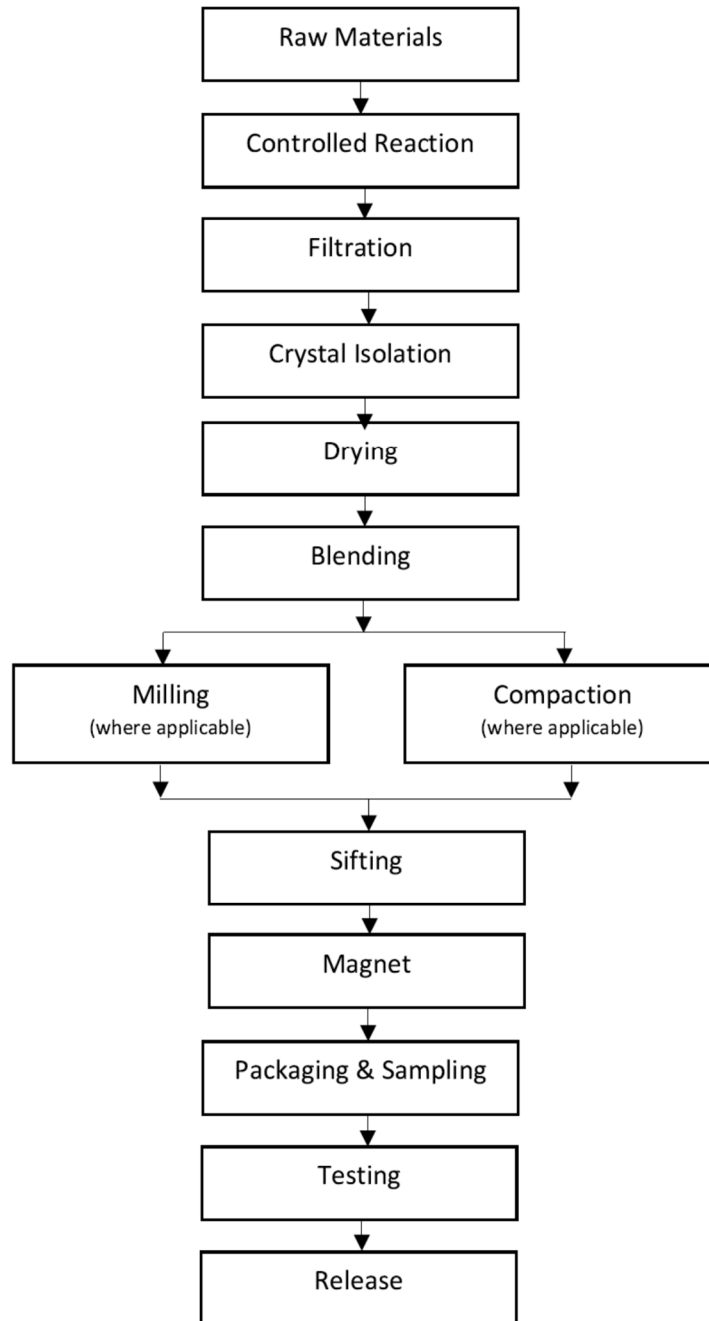 Raw Materials
Controlled Reaction
Filtration
Crystal Isolation
Drying
Blending
Milling
(where applicable)
Compaction
(where applicable)
Sifting
Magnet
Packaging & Sampling
Testing
Release